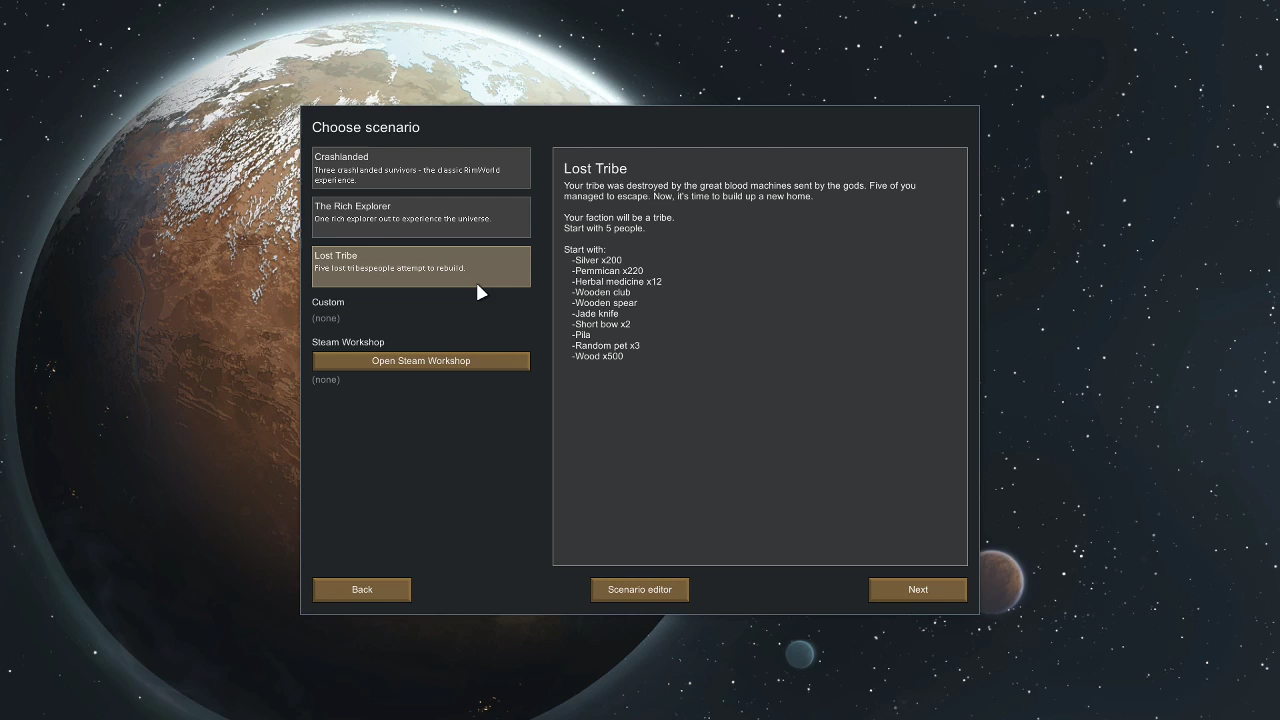 Choose scenario
Crashlanded
Three crashlanded survivors - the classic RimWorld
experience.
The Rich Explorer
One rich explorer out to experience the universe.
Lost Tribe
Five lost tribespeople attempt to rebuild.
Custom
(none)
Steam Workshop
Open Steam Workshop
(none)
Lost Tribe
Your tribe was destroyed by the great blood machines sent by the gods. Five of you
managed to escape. Now, it's time to build up a new home.
Your faction will be a tribe.
Start with 5 people.
Start with:
-Silver x200
-Pemmican x220
-Herbal medicine x12
-Wooden club
-Wooden spear
-Jade knife
-Short bow x2
-Pila
-Random pet x3
-Wood x500
Back
Scenario editor
Next